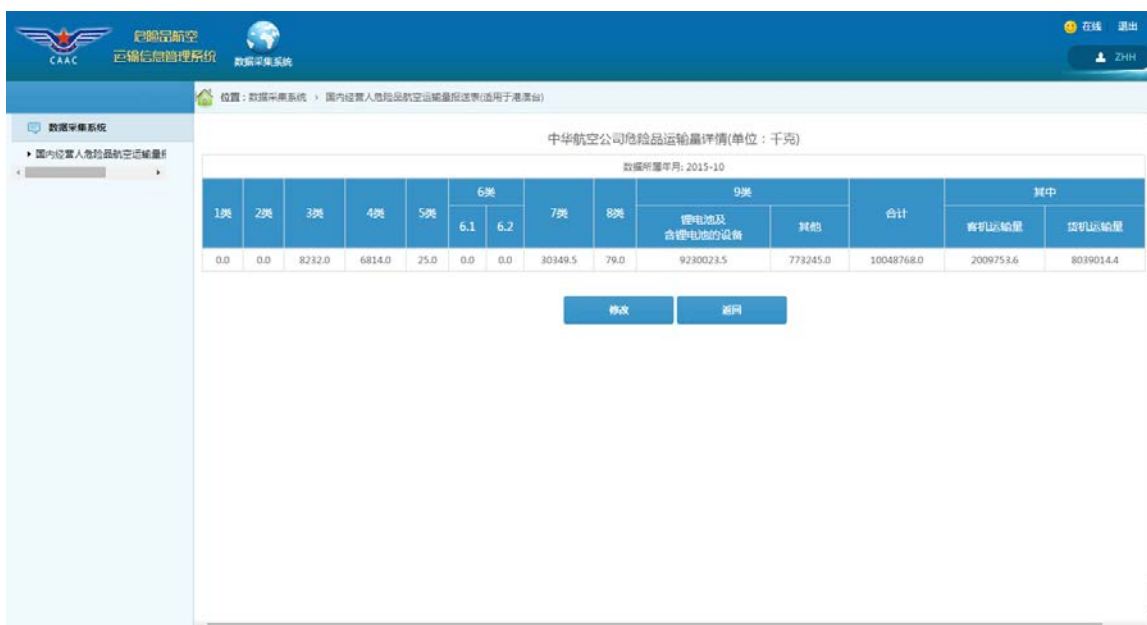 危险品航空
运输信息管理系统
CAAC
数据采集系统
在线 退出
ZHH
位置：数据采集系统 › 国内经营人危险品航空运输量报送表(适用于港澳台)
数据采集系统
国内经营人危险品航空运输量
中华航空公司危险品运输量详情(单位：千克)
数据所属年月: 2015-10
1类 2类 3类 4类 5类 6类 7类 8类 9类 合计 其中
6.1 6.2 锂电池及 其他 客机运输量 货机运输量
含锂电池的设备
0.0 0.0 8232.0 6814.0 25.0 0.0 0.0 30349.5 79.0 9230023.5 773245.0 10048768.0 2009753.6 8039014.4
修改 返回